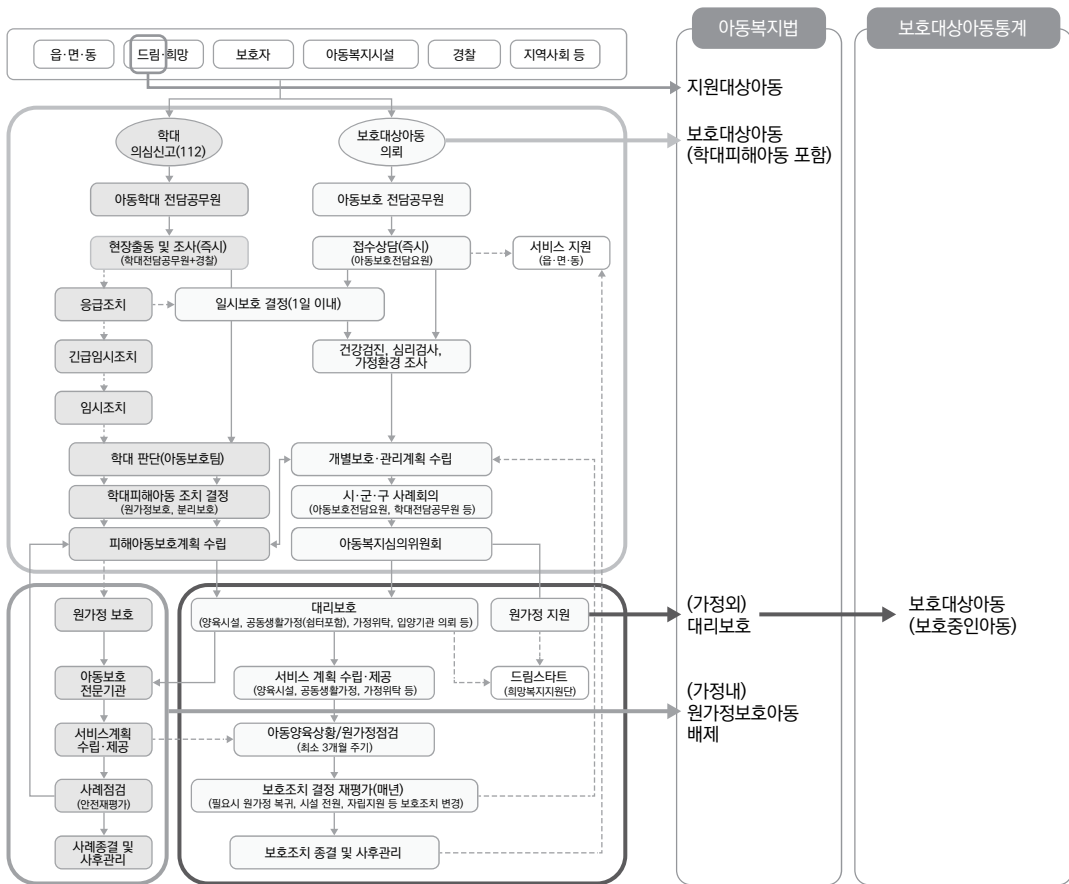 아동복지법
보호대상아동통계
읍·면·동
드림·희망
보호자
아동복지시설
경찰
지역사회 등
지원대상아동
학대
의심신고(112)
보호대상아동
의뢰
보호대상아동
(학대피해아동 포함)
아동학대 전담공무원
아동보호 전담공무원
현장출동 및 조사(즉시)
(학대전담공무원+경찰)
접수상담(즉시)
(아동보호전담요원)
서비스 지원
(읍·면·동)
응급조치
일시보호 결정(1일 이내)
긴급임시조치
건강검진, 심리검사,
가정환경 조사
임시조치
학대 판단(아동보호팀)
개별보호·관리계획 수립
학대피해아동 조치 결정
(원가정보호, 분리보호)
시·군·구 사례회의
(아동보호전담요원, 학대전담공무원 등)
피해아동보호계획 수립
아동복지심의위원회
원가정 보호
대리보호
(양육시설, 공동생활가정(쉼터포함), 가정위탁, 입양기관 의뢰 등)
원가정 지원
(가정외)
대리보호
보호대상아동
(보호중인아동)
아동보호
전문기관
서비스 계획 수립·제공
(양육시설, 공동생활가정, 가정위탁 등)
드림스타트
(희망복지지원단)
(가정내)
원가정보호아동
배제
서비스계획
수립·제공
아동양육상황/원가정점검
(최소 3개월 주기)
사례점검
(안전재평가)
보호조치 결정 재평가(매년)
(필요시 원가정 복귀, 시설 전원, 자립지원 등 보호조치 변경)
사례종결 및
사후관리
보호조치 종결 및 사후관리